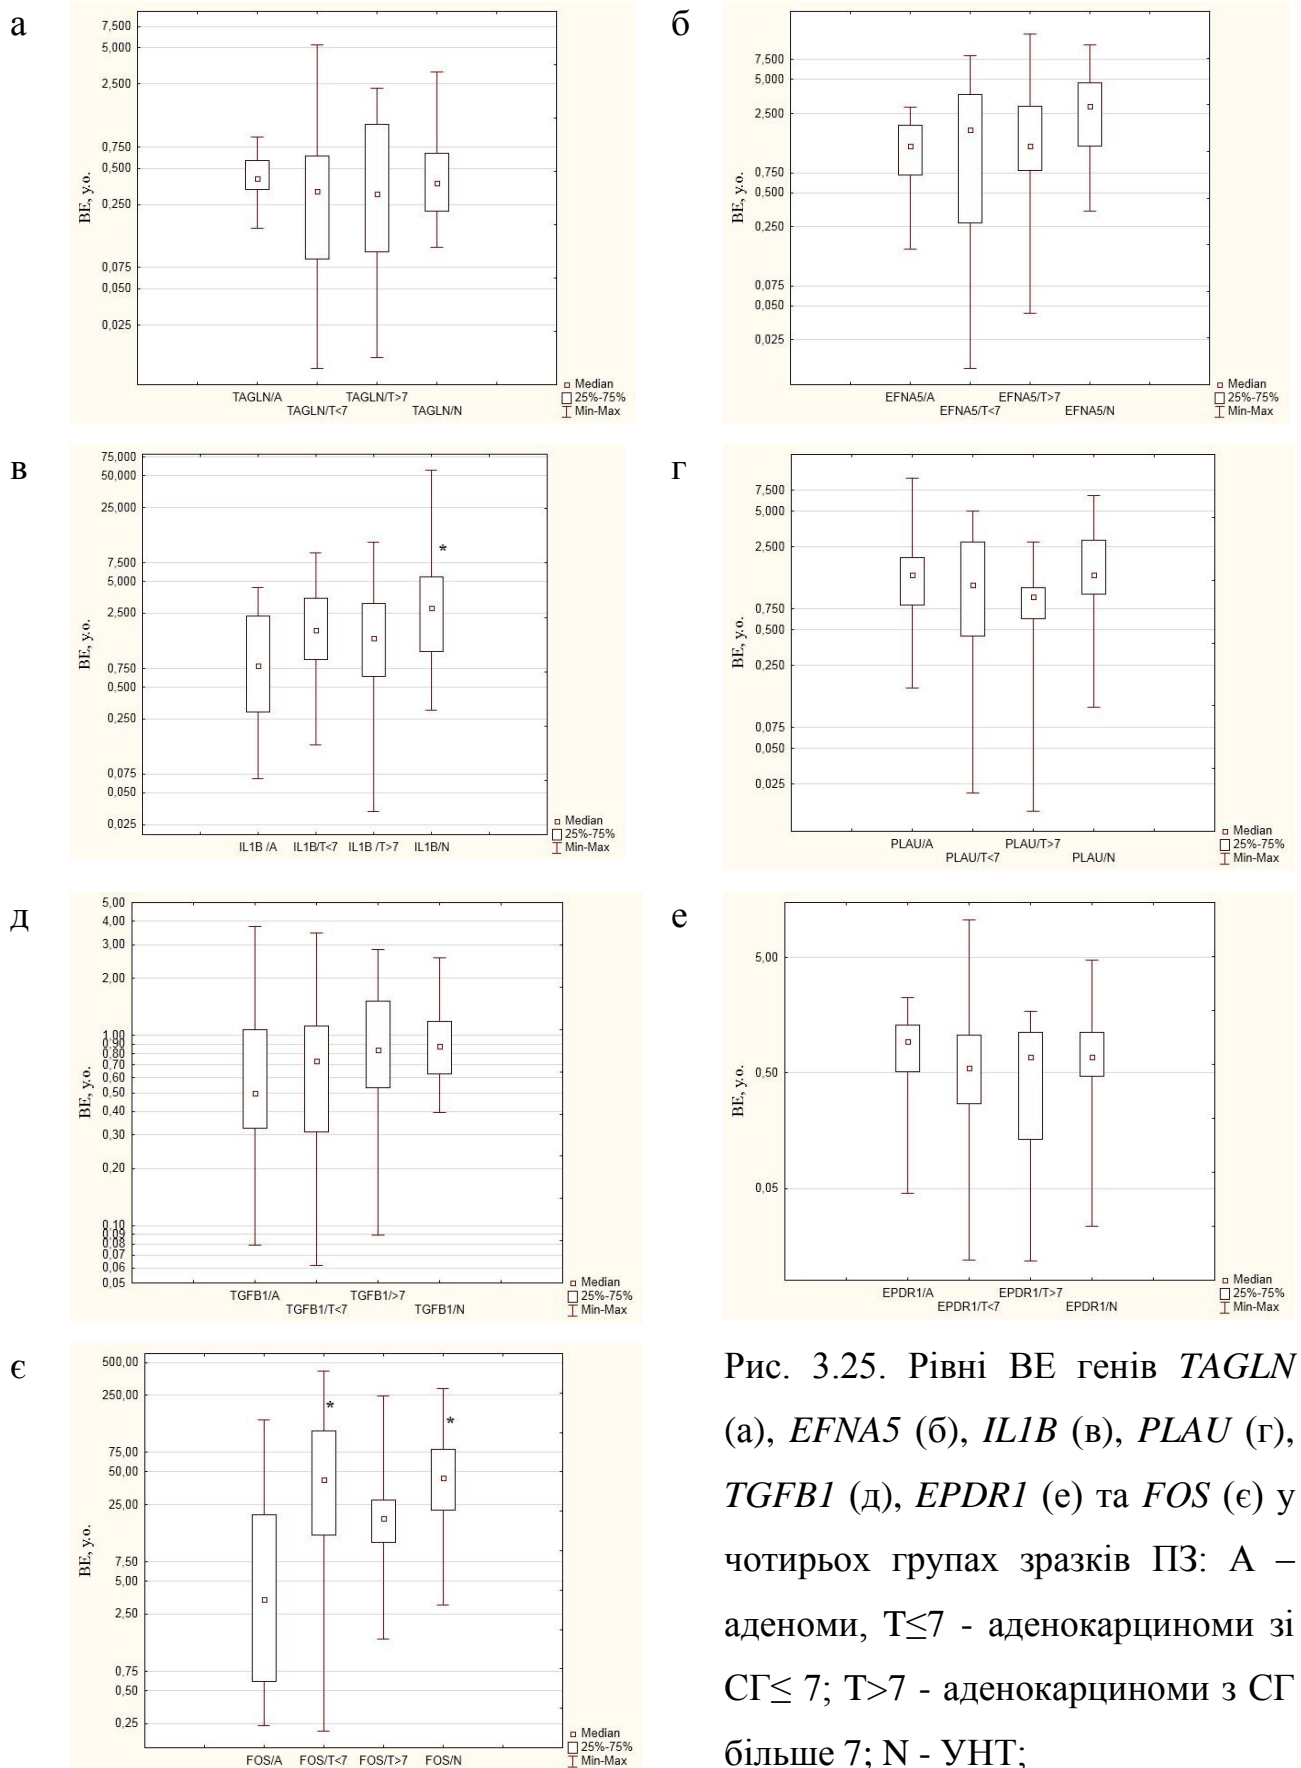 а
7,500
5,000
2,500
0,750
0,500
0,250
0,075
0,050
0,025
ВЕ, у.о.
TAGLN/A
TAGLN/T<7
TAGLN/T>7
TAGLN/N
Median
25%-75%
Min-Max
б
7,500
5,000
2,500
0,750
0,500
0,250
0,075
0,050
0,025
ВЕ, у.о.
EFNA5/A
EFNA5/T<7
EFNA5/T>7
EFNA5/N
Median
25%-75%
Min-Max
в
75,000
50,000
25,000
7,500
5,000
2,500
0,750
0,500
0,250
0,075
0,050
0,025
ВЕ, у.о.
*
IL1B /A
IL1B/T<7
IL1B /T>7
IL1B/N
Median
25%-75%
Min-Max
г
7,500
5,000
2,500
0,750
0,500
0,250
0,075
0,050
0,025
ВЕ, у.о.
PLAU/A
PLAU/T<7
PLAU/T>7
PLAU/N
Median
25%-75%
Min-Max
д
5,00
4,00
3,00
2,00
1,00
0,90
0,80
0,70
0,60
0,50
0,40
0,30
0,20
0,10
0,09
0,08
0,07
0,06
0,05
ВЕ, у.о.
TGFB1/A
TGFB1/T<7
TGFB1/>7
TGFB1/N
Median
25%-75%
Min-Max
е
5,00
0,50
0,05
ВЕ, у.о.
EPDR1/A
EPDR1/T<7
EPDR1/T>7
EPDR1/N
Median
25%-75%
Min-Max
є
500,00
250,00
75,00
50,00
25,00
7,50
5,00
2,50
0,75
0,50
0,25
ВЕ, у.о.
*
*
FOS/A
FOS/T<7
FOS/T>7
FOS/N
Median
25%-75%
Min-Max
Рис. 3.25. Рівні ВЕ генів TAGLN
(а), EFNA5 (б), IL1B (в), PLAU (г),
TGFB1 (д), EPDR1 (е) та FOS (є) у
чотирьох групах зразків ПЗ: А –
аденоми, Т≤7 - аденокарциноми зі
СГ≤ 7; Т>7 - аденокарциноми з СГ
більше 7; N - УНТ;